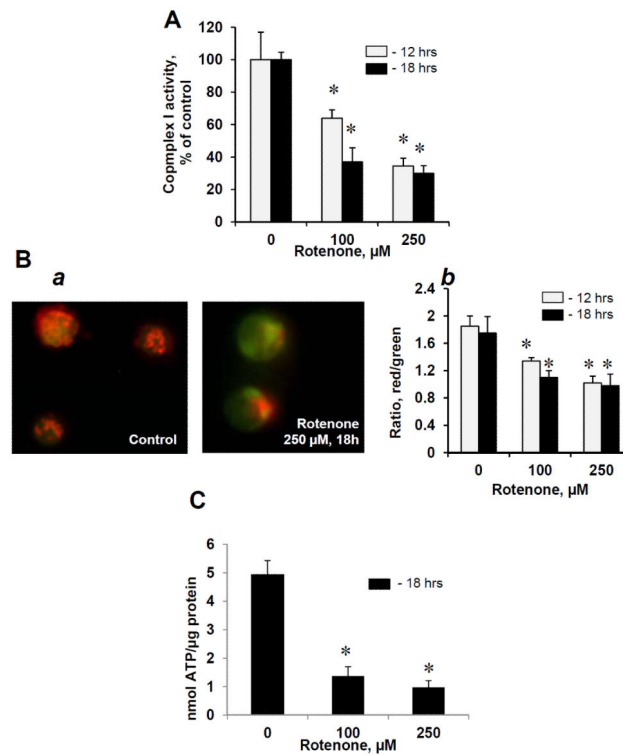 A
Copmplex I activity,
% of control
120
100
80
60
40
20
0
- 12 hrs
- 18 hrs
*
*
*
*
0
100
250
Rotenone, µM
B
a
Control
Rotenone
250 µM, 18h
b
Ratio, red/green
2.4
2
1.6
1.2
0.8
0.4
0
- 12 hrs
- 18 hrs
*
*
*
*
0
100
250
Rotenone, µM
C
nmol ATP/µg protein
6
5
4
3
2
1
0
- 18 hrs
*
*
0
100
250
Rotenone, µM